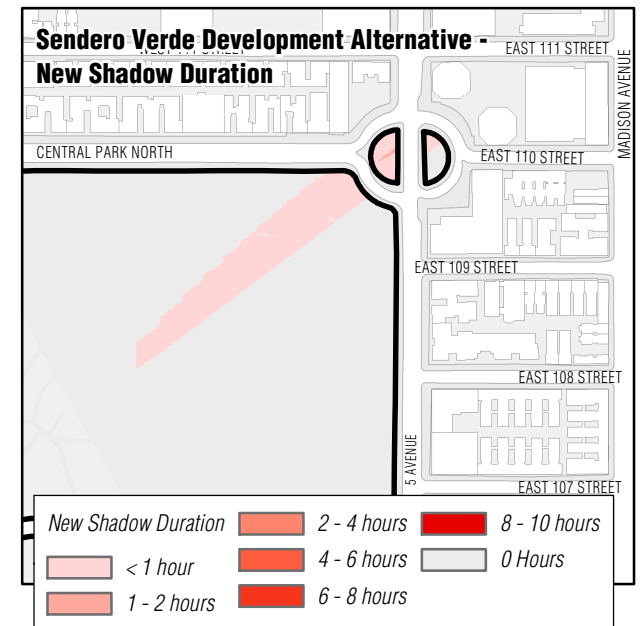 Sendero Verde Development Alternative -
New Shadow Duration
EAST 111 STREET
MADISON AVENUE
CENTRAL PARK NORTH
EAST 110 STREET
EAST 109 STREET
EAST 108 STREET
5 AVENUE
EAST 107 STREET
New Shadow Duration
< 1 hour
1 - 2 hours
2 - 4 hours
4 - 6 hours
6 - 8 hours
8 - 10 hours
0 Hours